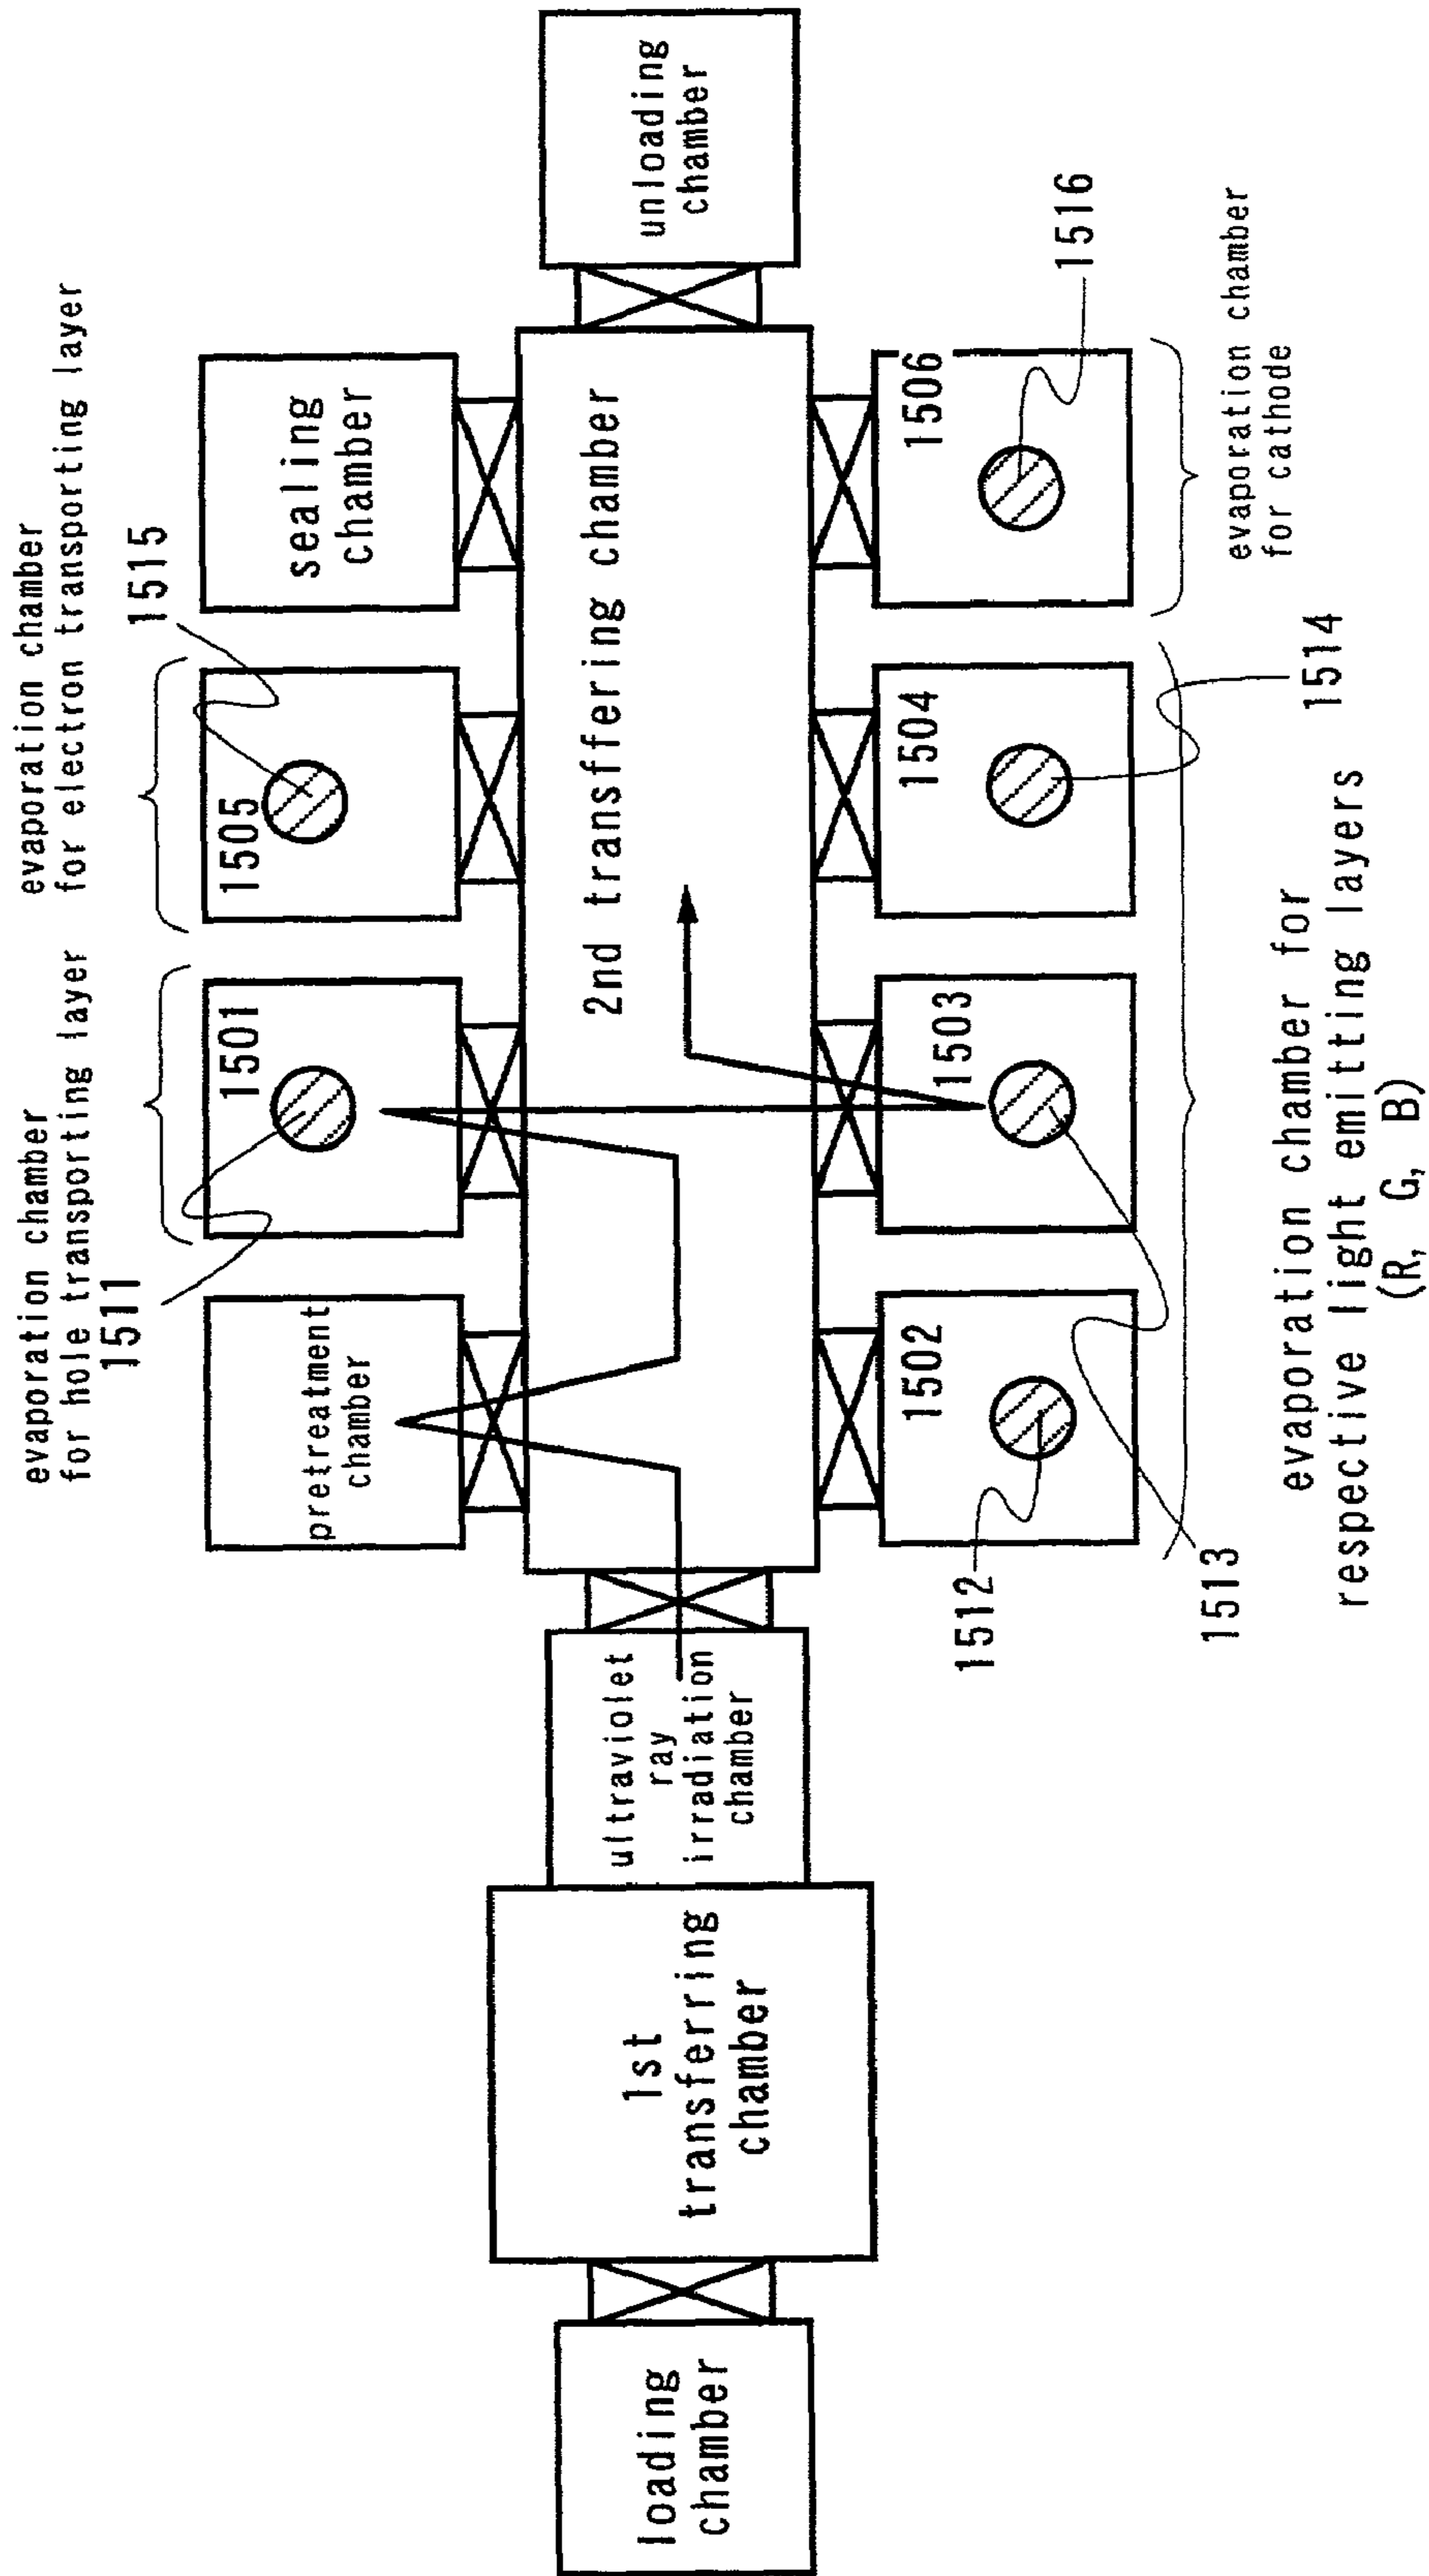 evaporation chamber
for hole transporting layer
1511
evaporation chamber
for electron transporting layer
1515
pretreatment
chamber
1501
1505
sealing
chamber
loading
chamber
1st
transferring
chamber
ultraviolet
ray
irradiation
chamber
2nd transffering chamber
unloading
chamber
1502
1503
1504
1506
1512
1513
1514
1516
evaporation chamber for
respective light emitting layers
(R, G, B)
evaporation chamber
for cathode